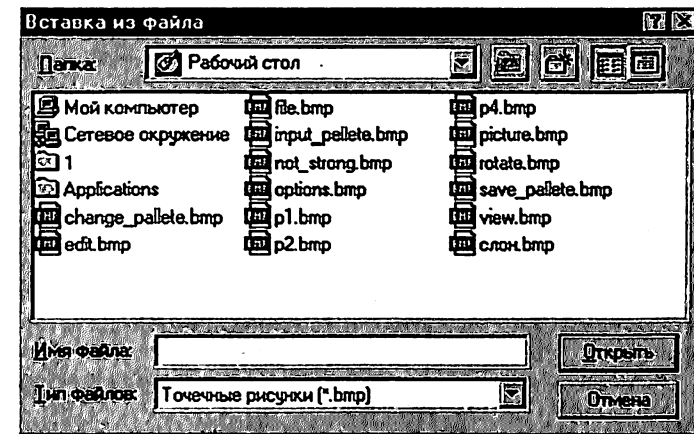 Вставка из файла
Папка: Рабочий стол
Мой компьютер
Сетевое окружение
1
Applications
change_pallete.bmp
edit.bmp
file.bmp
input_pellete.bmp
not_strong.bmp
options.bmp
p1.bmp
p2.bmp
p4.bmp
picture.bmp
rotate.bmp
save_pallete.bmp
view.bmp
слон.bmp
Имя файла:
Открыть
Тип файлов: Точечные рисунки (*.bmp)
Отмена